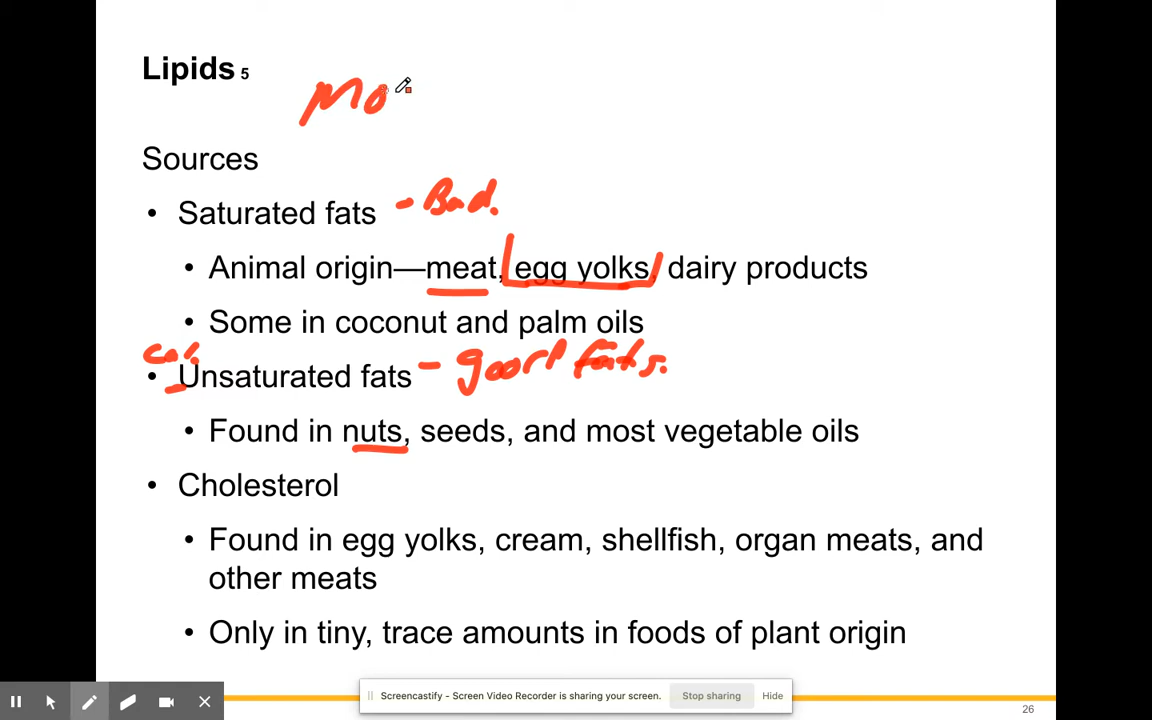 Lipids 5
Mo
Sources
• Saturated fats - Bad.
• Animal origin—meat, egg yolks, dairy products
• Some in coconut and palm oils
• Unsaturated fats - good fats.
• Found in nuts, seeds, and most vegetable oils
• Cholesterol
• Found in egg yolks, cream, shellfish, organ meats, and
other meats
• Only in tiny, trace amounts in foods of plant origin
Screencastify - Screen Video Recorder is sharing your screen. Stop sharing Hide
26